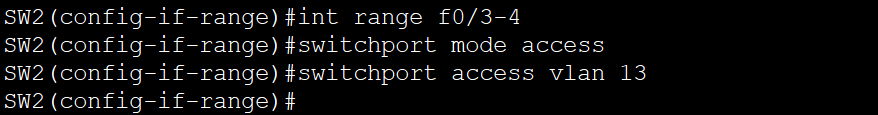 SW2(config-if-range)#int range f0/3-4
SW2(config-if-range)#switchport mode access
SW2(config-if-range)#switchport access vlan 13
SW2(config-if-range)#